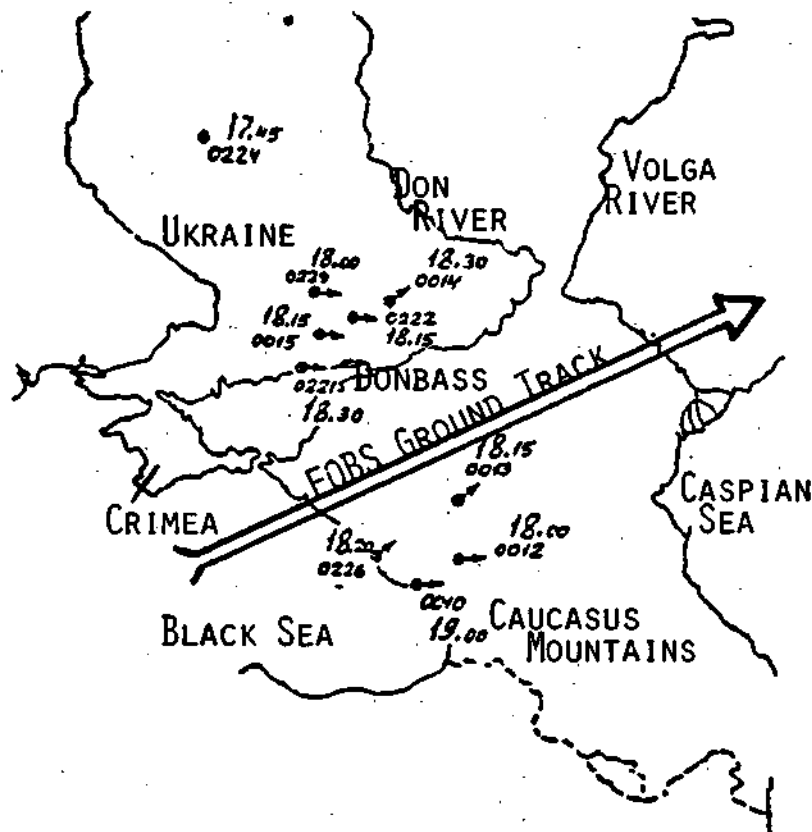 17.45
0224
DON
RIVER
VOLGA
RIVER
UKRAINE
18.00
0229
18.30
0014
18.15
0015
0222
18.15
DONBASS
18.30
FOBS GROUND TRACK
18.15
0013
CRIMEA
CASPIAN
SEA
0226
18.00
0012
0010
19.00
BLACK SEA
CAUCASUS
MOUNTAINS